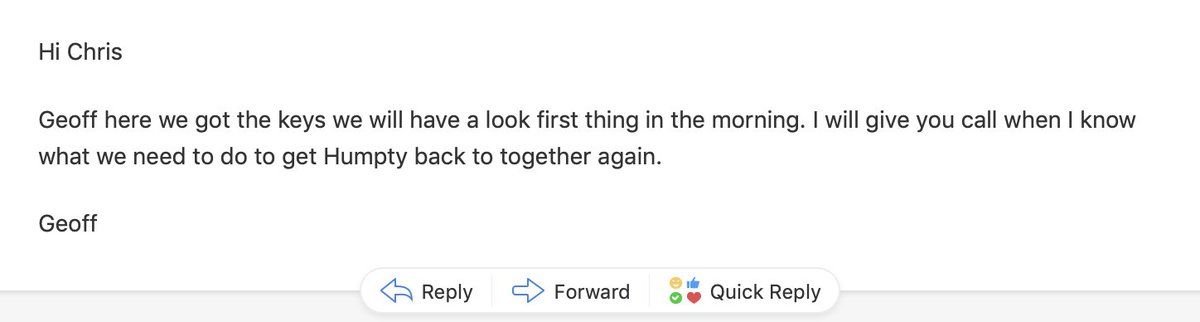 Hi Chris
Geoff here we got the keys we will have a look first thing in the morning. I will give you call when I know
what we need to do to get Humpty back to together again.
Geoff
Reply Forward Quick Reply